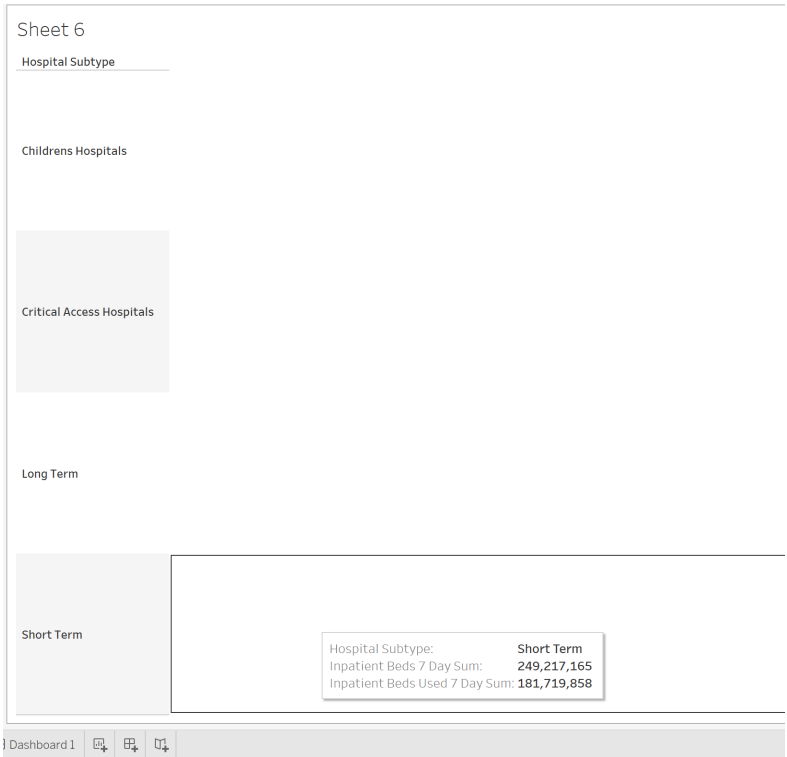 Sheet 6
Hospital Subtype
Childrens Hospitals
Critical Access Hospitals
Long Term
Short Term
Hospital Subtype: Short Term
Inpatient Beds 7 Day Sum: 249,217,165
Inpatient Beds Used 7 Day Sum: 181,719,858
Dashboard 1